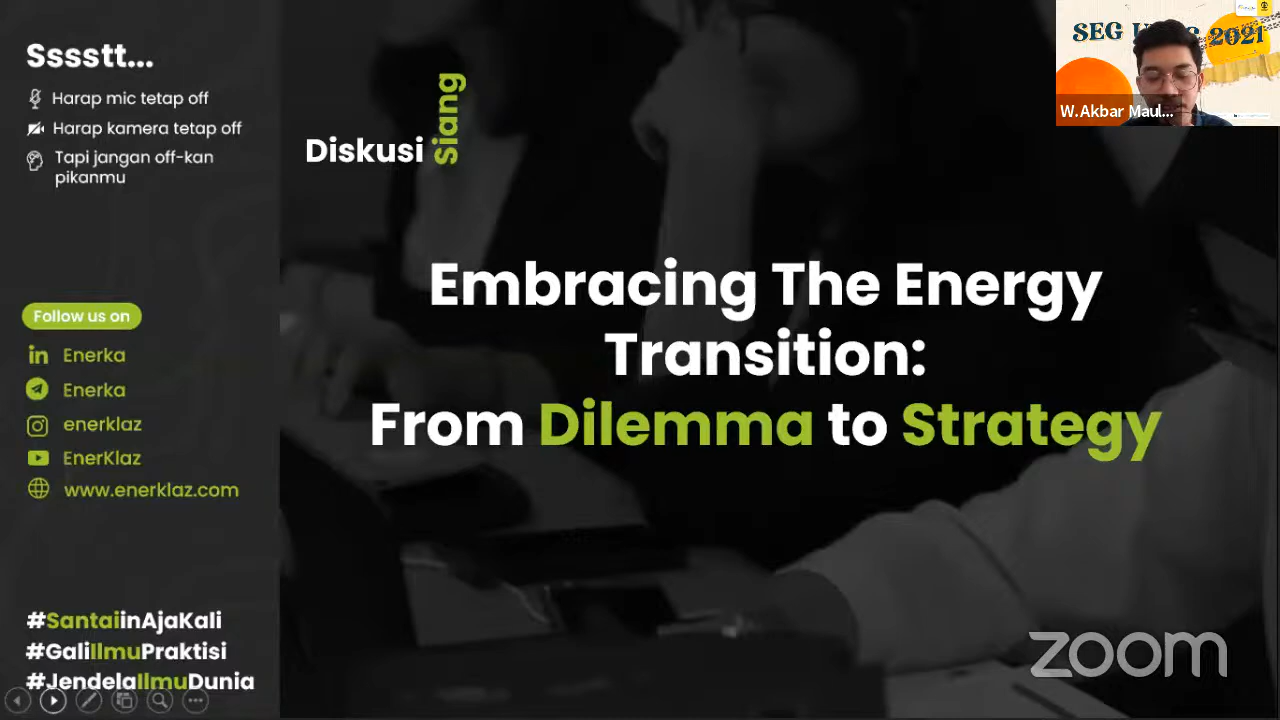 Sssstt...
Harap mic tetap off
Harap kamera tetap off
Tapi jangan off-kan
pikanmu
Follow us on
in Enerka
Enerka
enerklaz
EnerKlaz
www.enerklaz.com
#SantaiinAjaKali
#GaliIlmuPraktisi
#JendelaIlmuDunia
Diskusi Siang
Embracing The Energy
Transition:
From Dilemma to Strategy
SEG 2021
W.Akbar Maul...
zoom